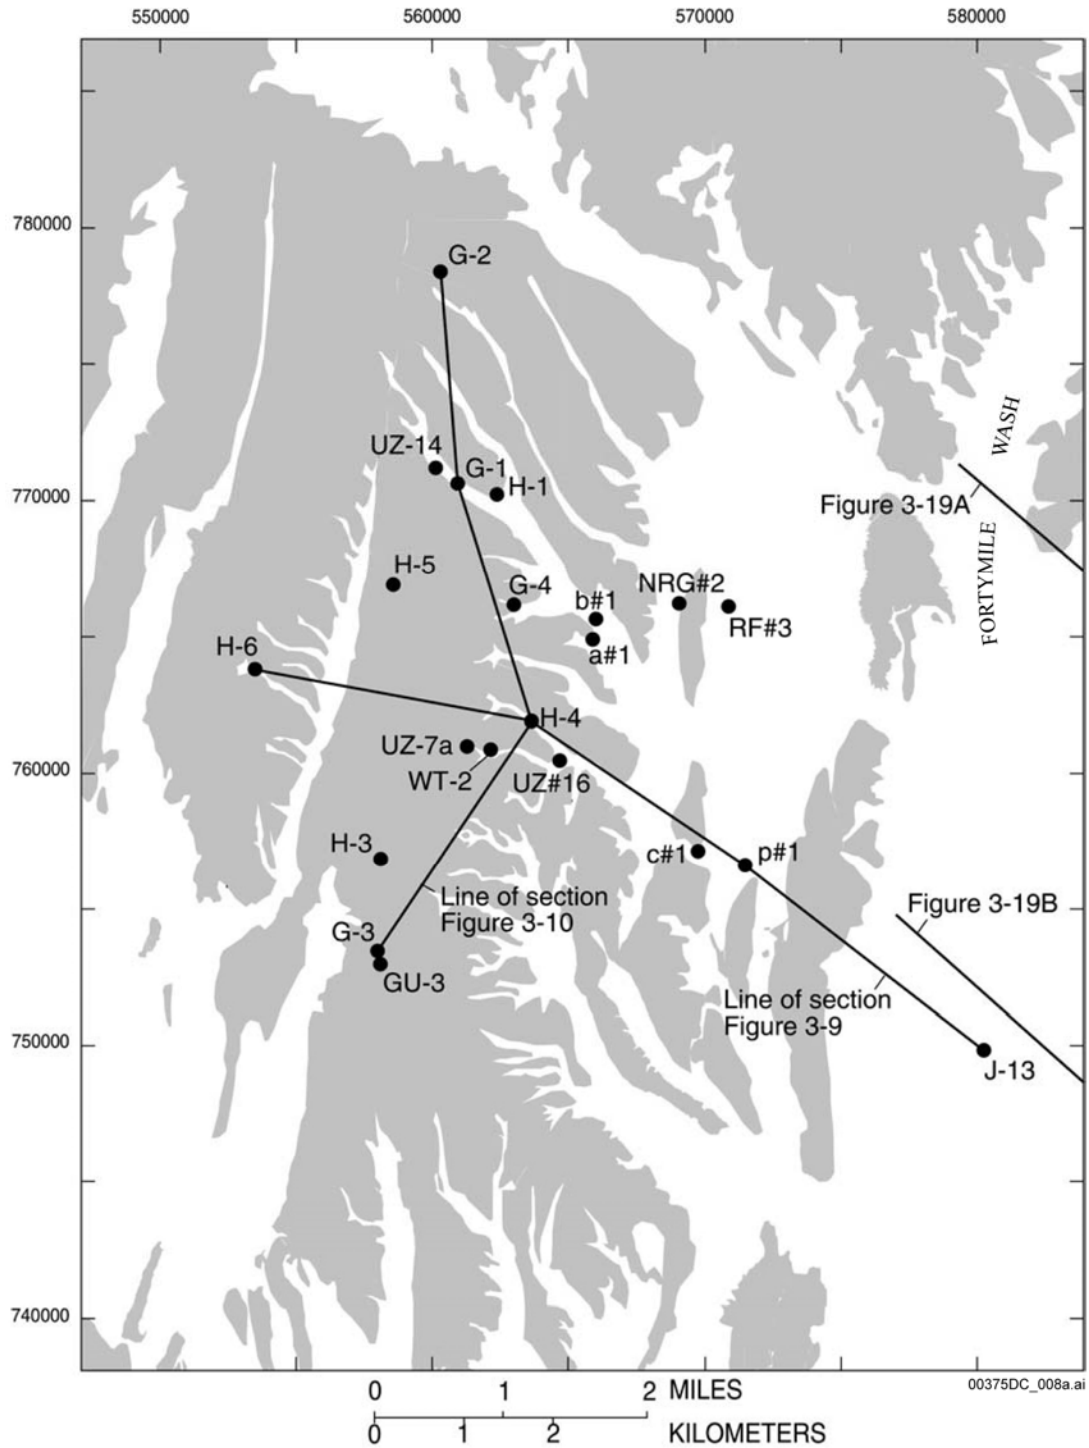 550000 560000 570000 580000
780000
G-2
WASH
UZ-14
G-1
H-1
770000
Figure 3-19A
FORTYMILE
H-5
G-4
NRG#2
b#1
RF#3
a#1
H-6
H-4
UZ-7a
WT-2
UZ#16
760000
H-3
c#1
p#1
Line of section
Figure 3-10
Figure 3-19B
G-3
GU-3
Line of section
Figure 3-9
750000
J-13
740000
00375DC_008a.ai
0 1 2 MILES
0 1 2 KILOMETERS